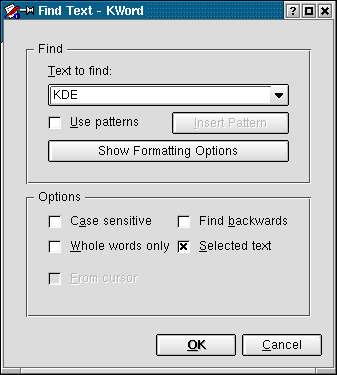 Find Text - KWord
Find
Text to find:
KDE
Use patterns Insert Pattern
Show Formatting Options
Options
Case sensitive Find backwards
Whole words only Selected text
From cursor
OK Cancel